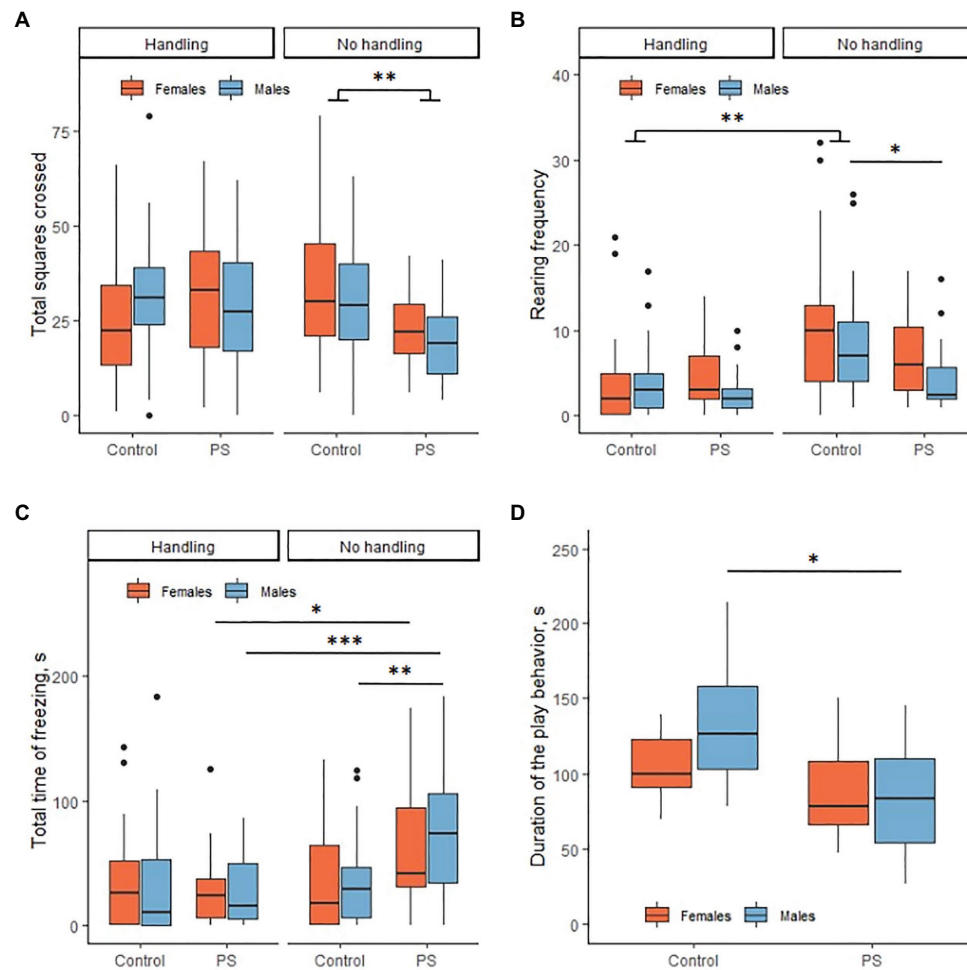 A
Handling No handling
Females Males
**
Total squares crossed
75
50
25
0
Control PS Control PS
B
Handling No handling
Females Males
**
*
Rearing frequency
40
30
20
10
0
Control PS Control PS
C
Handling No handling
Females Males
*
***
**
Total time of freezing, s
200
100
0
Control PS Control PS
D
*
Duration of the play behavior, s
250
200
150
100
50
0
Females Males
Control PS